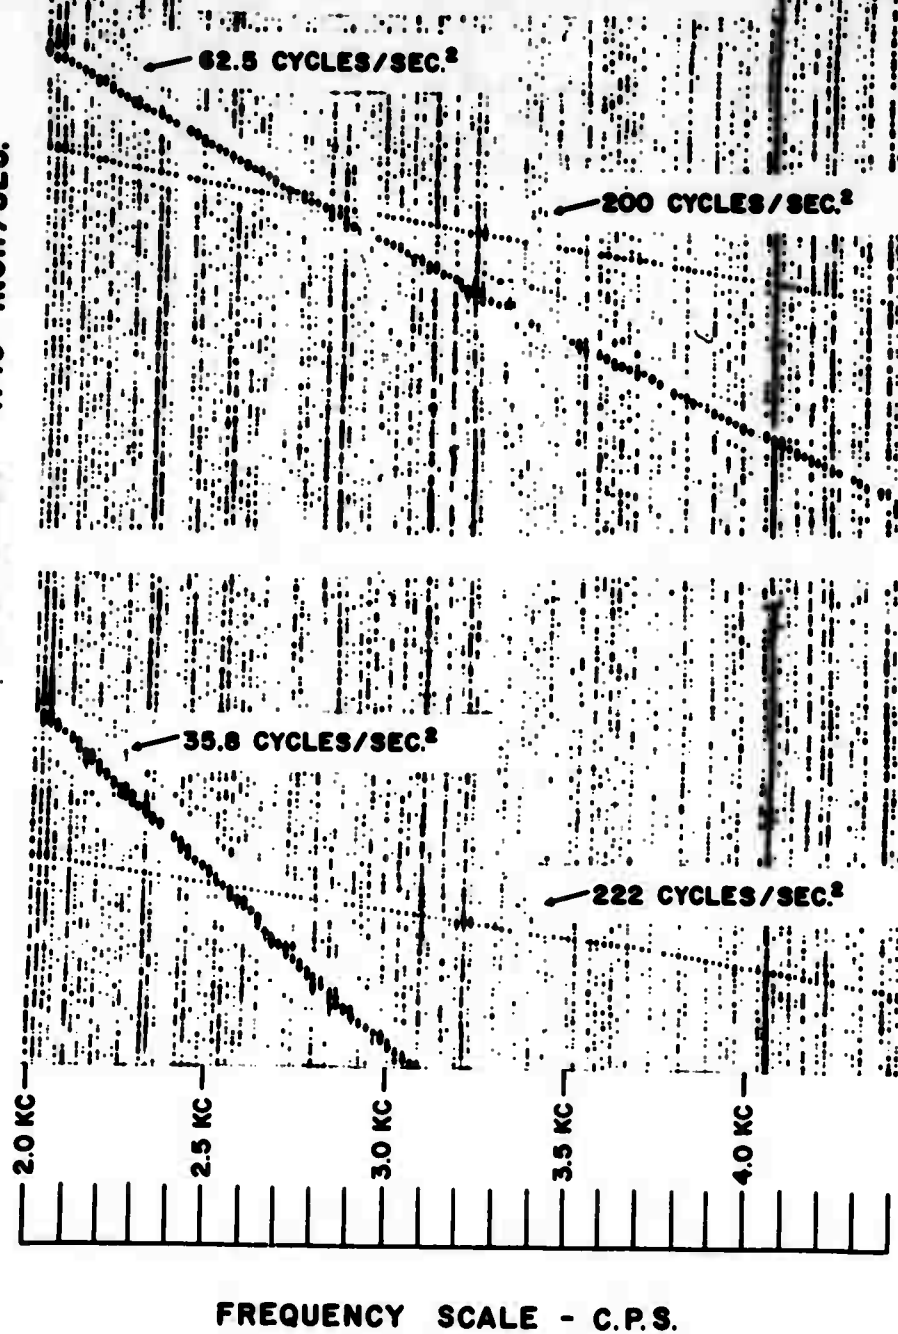 62.5 CYCLES/SEC.²
200 CYCLES/SEC.²
35.8 CYCLES/SEC.²
222 CYCLES/SEC.²
2.0 KC
2.5 KC
3.0 KC
3.5 KC
4.0 KC
FREQUENCY SCALE - C.P.S.